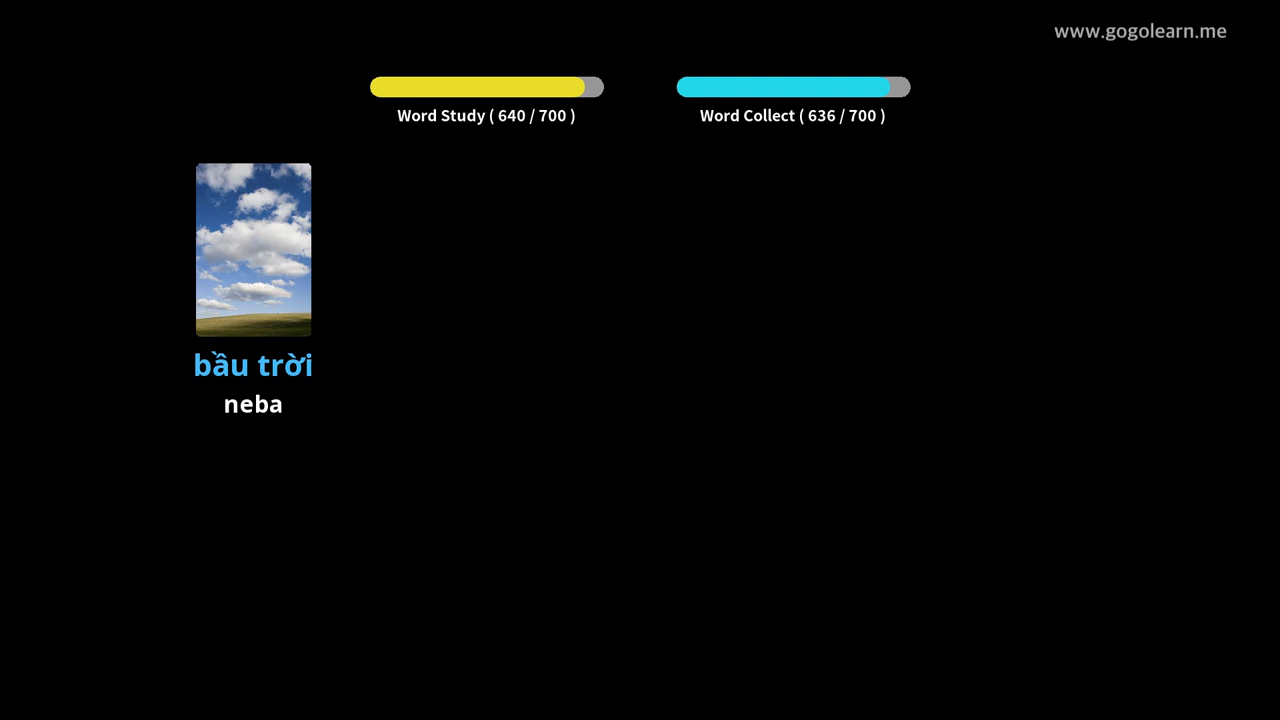 www.gogolearn.me
Word Study ( 640 / 700 )
Word Collect ( 636 / 700 )
bầu trời
neba